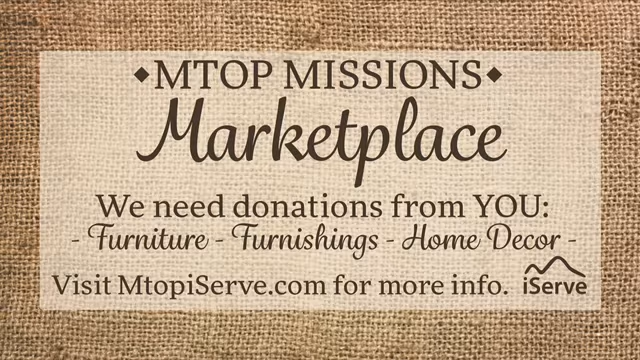 ◆MTOP MISSIONS◆
Marketplace
We need donations from YOU:
- Furniture - Furnishings - Home Decor -
Visit MtopiServe.com for more info.
iServe